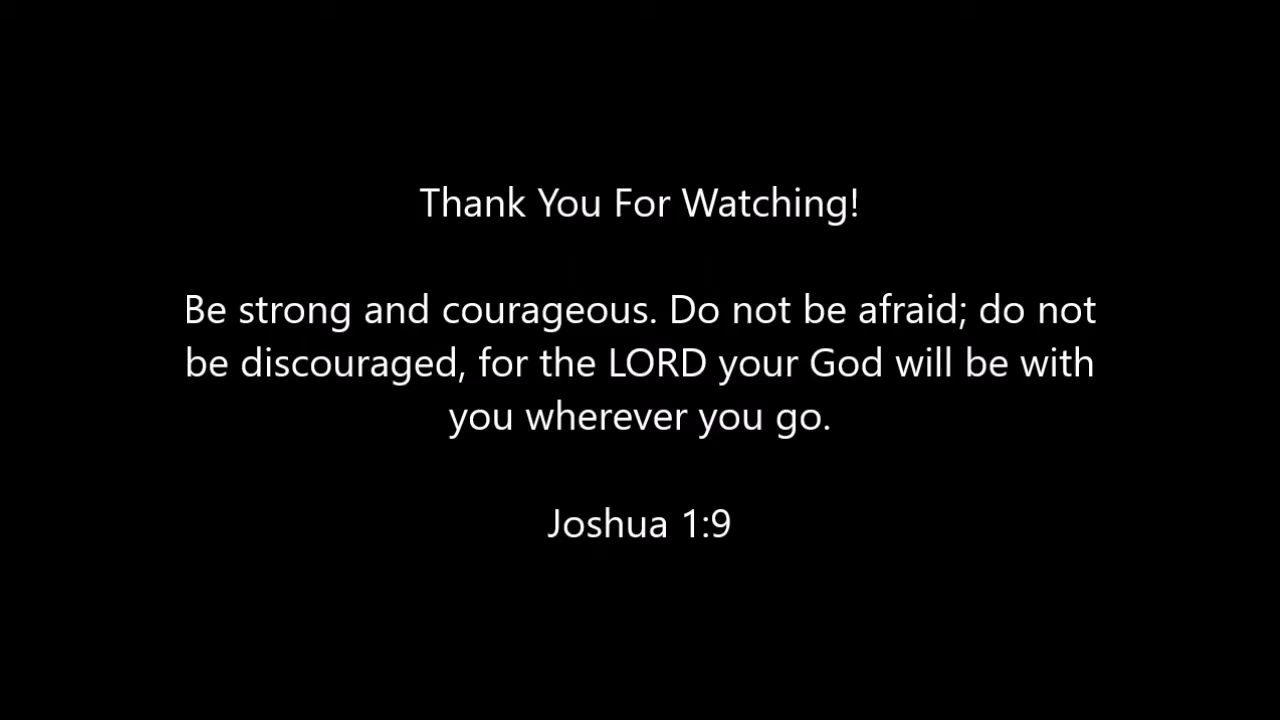 Thank You For Watching!
Be strong and courageous. Do not be afraid; do not
be discouraged, for the LORD your God will be with
you wherever you go.
Joshua 1:9